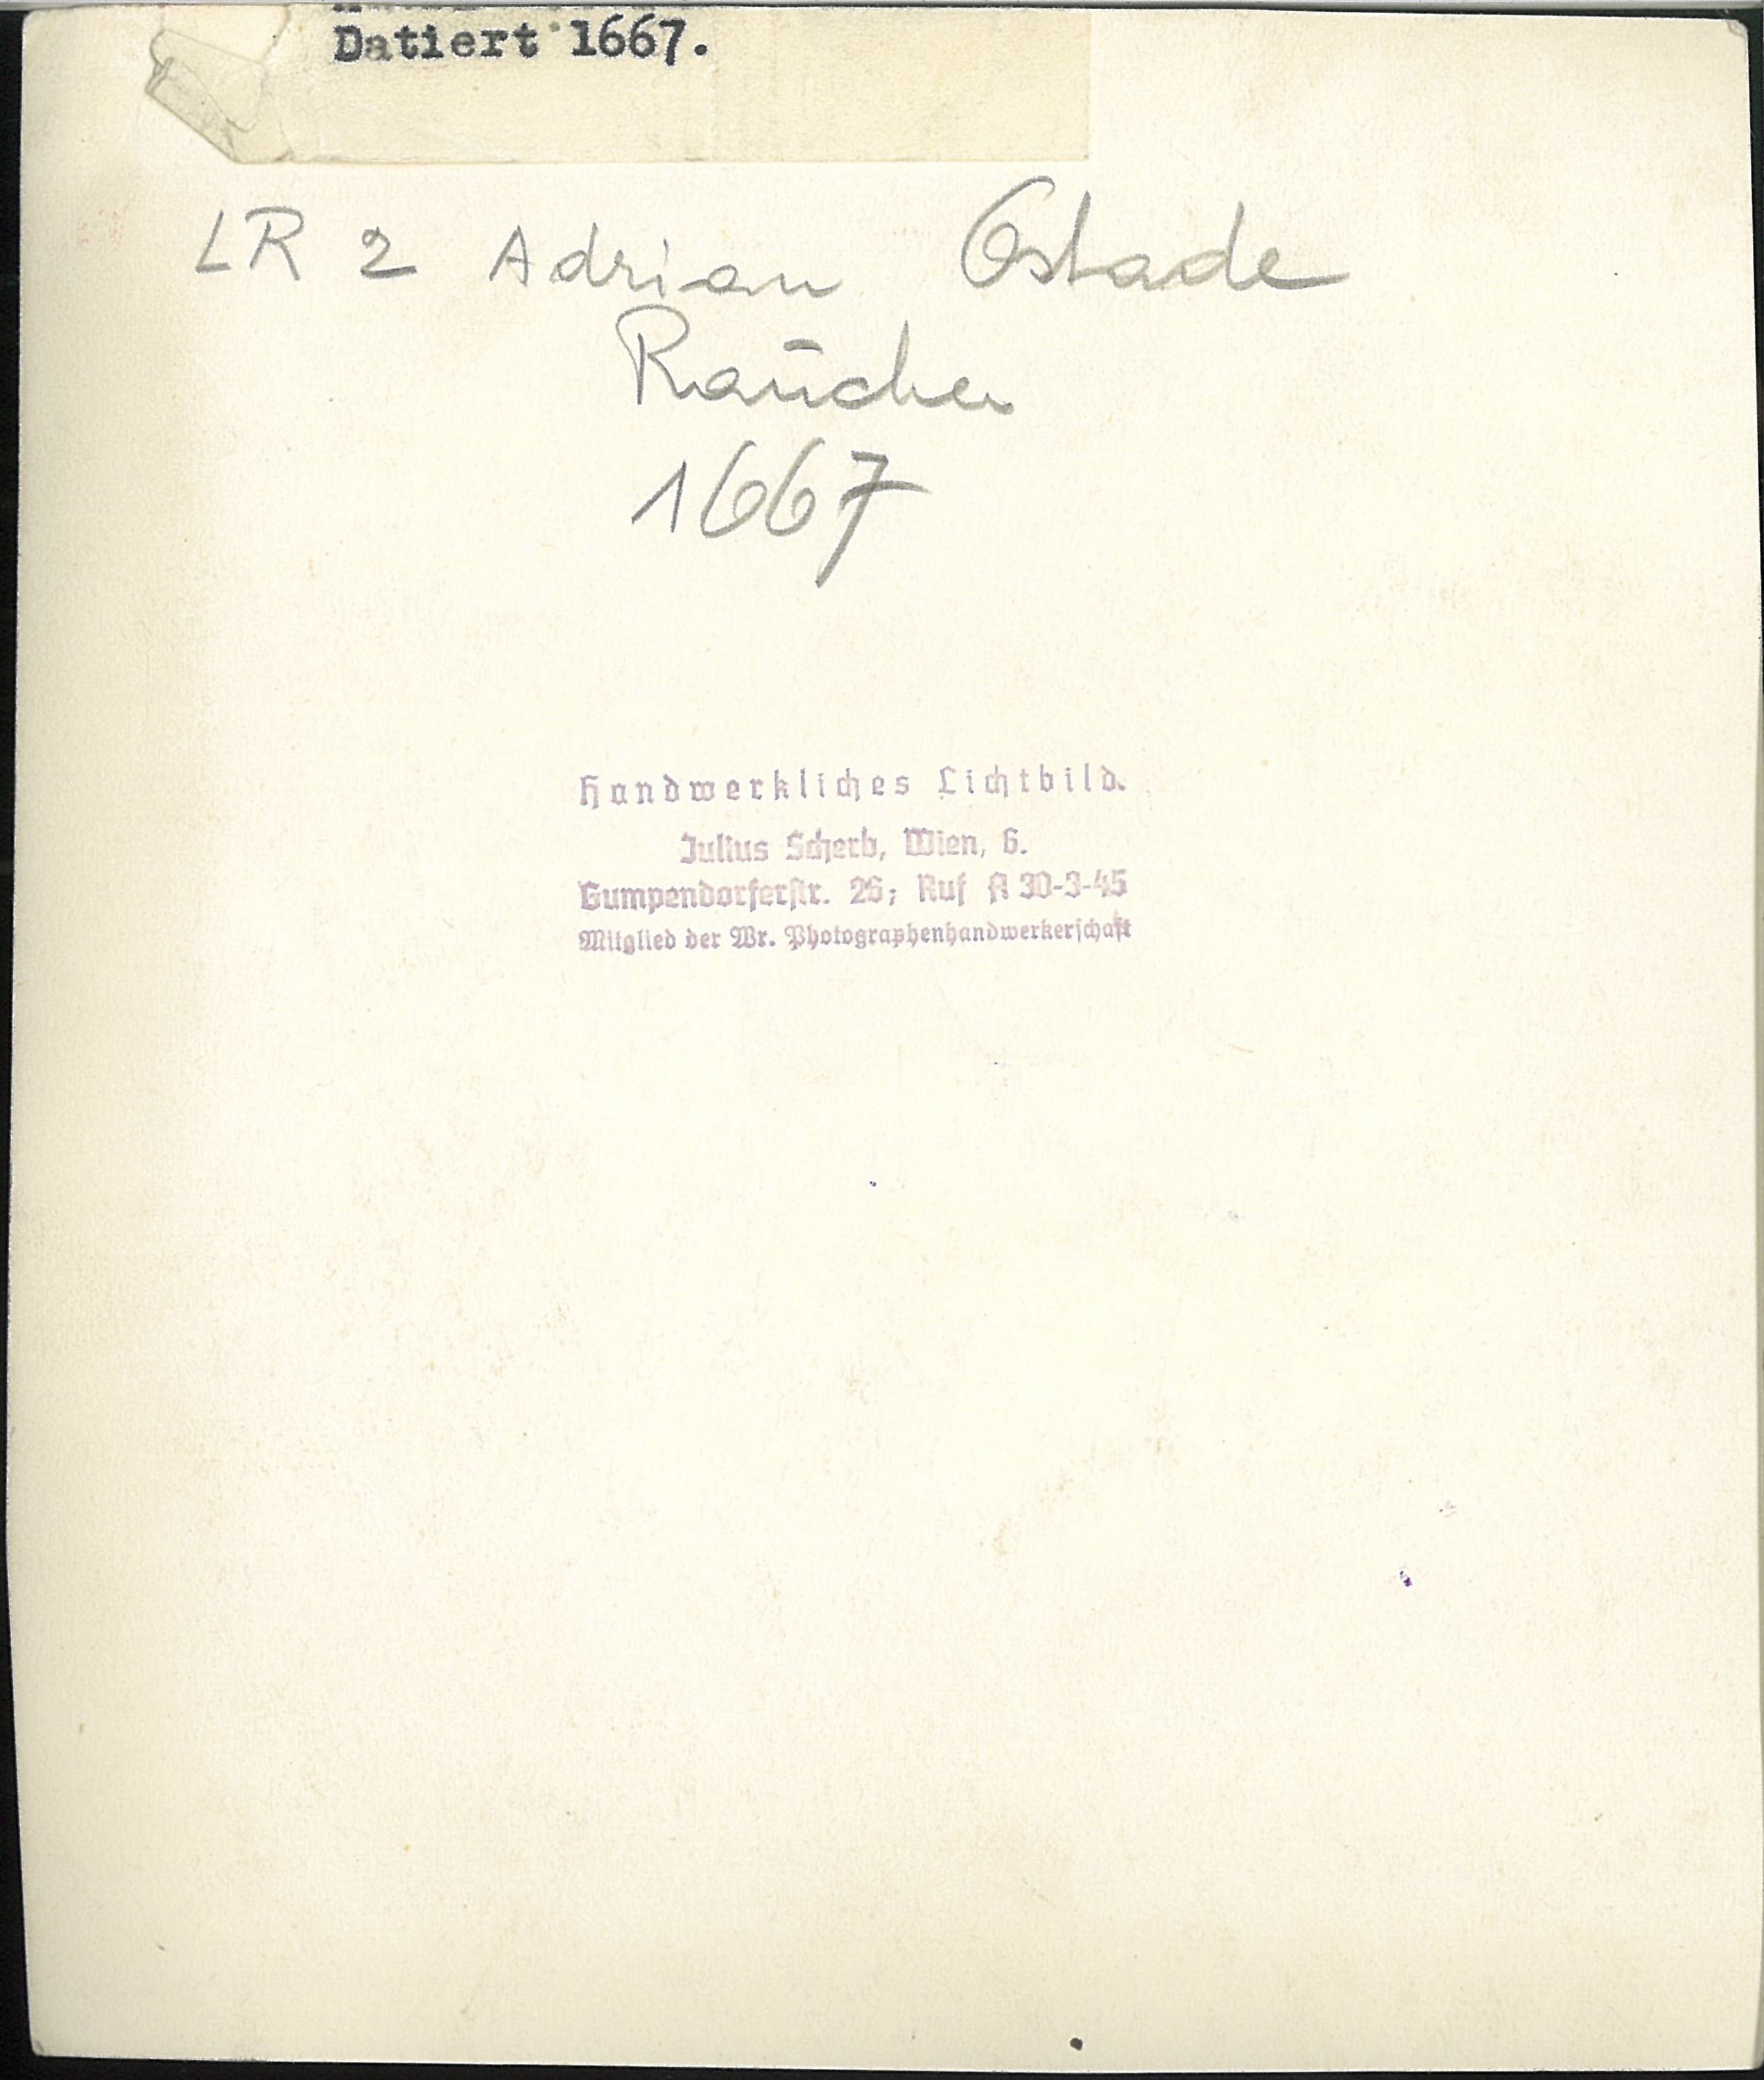 Datiert 1667.
LR 2 Adrian Ostade
Raucher
1667
Handwerkliches Lichtbild.
Julius Scherb, Wien, 6.
Gumpendorferstr. 26; Ruf A 30-3-45
Mitglied der Wr. Photographenhandwerkerschaft